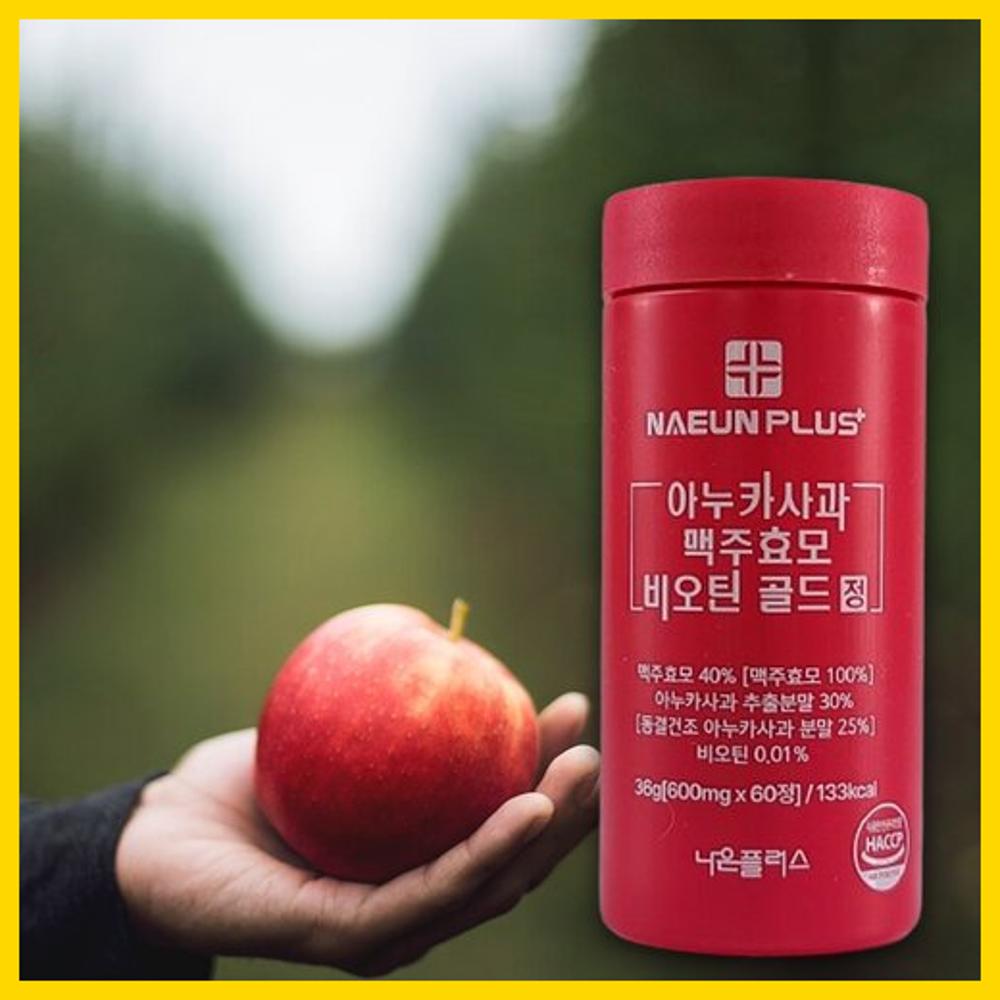 NAEUN PLUS+
아누카사과
맥주효모
비오틴 골드 정
맥주효모 40% [맥주효모 100%]
아누카사과 추출분말 30%
[동결건조 아누카사과 분말 25%]
비오틴 0.01%
36g[600mg x 60정] / 133kcal
HACCP
나은플러스